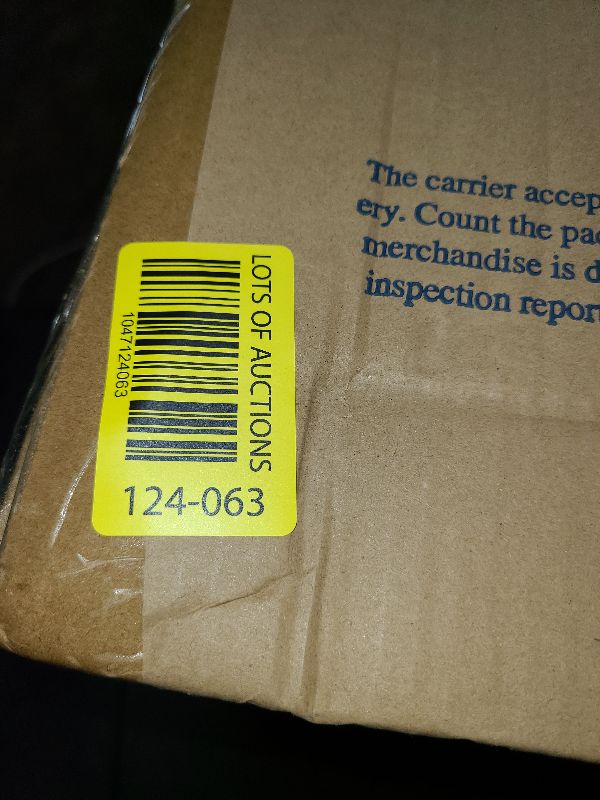 LOTS OF AUCTIONS
1047124063
124-063
The carrier
ery. Count the
merchandise is
inspection